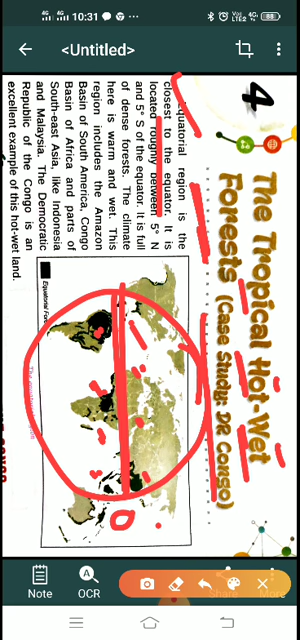 10:31
<Untitled>
4
The Tropical Hot-Wet
Forests (Case Study: DR Congo)
Equatorial region is the
closest to the equator. It is
located roughly between 5° N
and 5° S of the equator. It is full
of dense forests. The climate
here is warm and wet. This
region includes the Amazon
Basin of South America, Congo
Basin of Africa and parts of
South-east Asia, like Indonesia
and Malaysia. The Democratic
Republic of the Congo is an
excellent example of this hot-wet land.
Equatorial
Note
OCR
Share
More